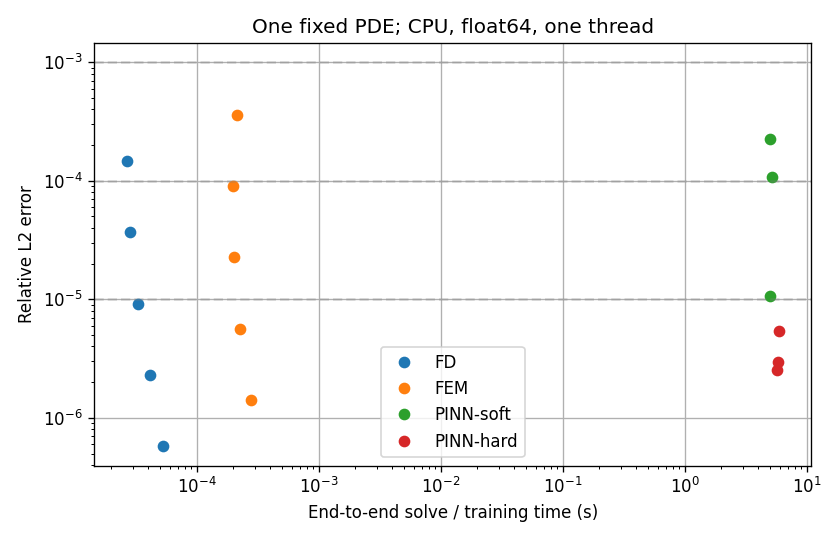 One fixed PDE; CPU, float64, one thread
Relative L2 error
10⁻³
10⁻⁴
10⁻⁵
10⁻⁶
FD
FEM
PINN-soft
PINN-hard
10⁻⁴ 10⁻³ 10⁻² 10⁻¹ 10⁰ 10¹
End-to-end solve / training time (s)